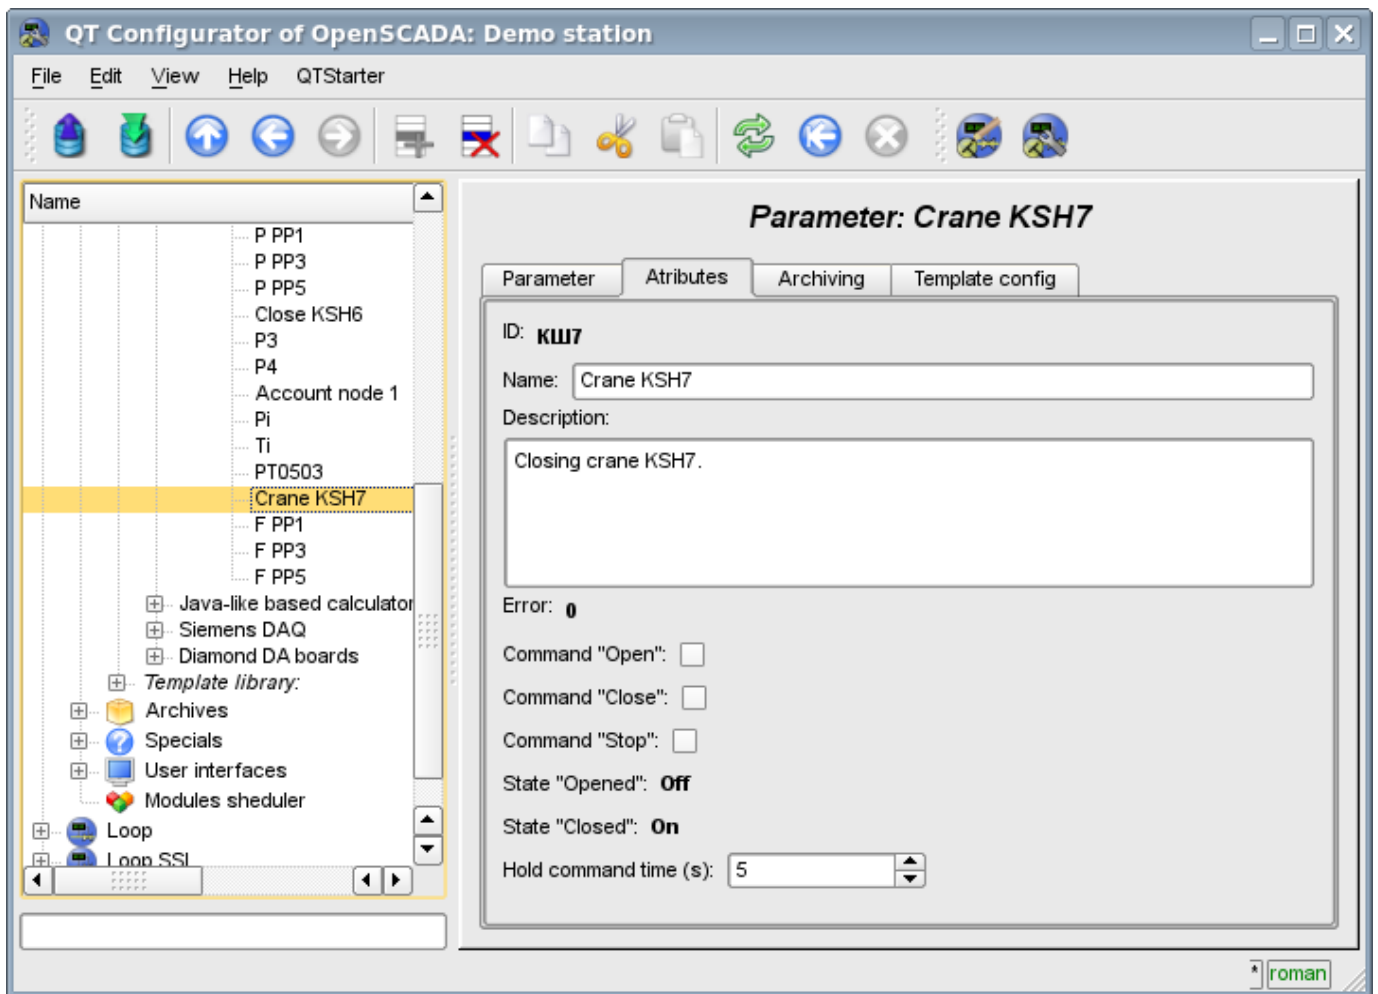 QT Configurator of OpenSCADA: Demo station
File Edit View Help QTStarter
Name
P PP1
P PP3
P PP5
Close KSH6
P3
P4
Account node 1
Pi
Ti
PT0503
Crane KSH7
F PP1
F PP3
F PP5
Java-like based calculator
Siemens DAQ
Diamond DA boards
Template library:
Archives
Specials
User interfaces
Modules sheduler
Loop
Loop SSL
Parameter: Crane KSH7
Parameter Atributes Archiving Template config
ID: КШ7
Name: Crane KSH7
Description:
Closing crane KSH7.
Error: 0
Command "Open":
Command "Close":
Command "Stop":
State "Opened": Off
State "Closed": On
Hold command time (s): 5
* roman